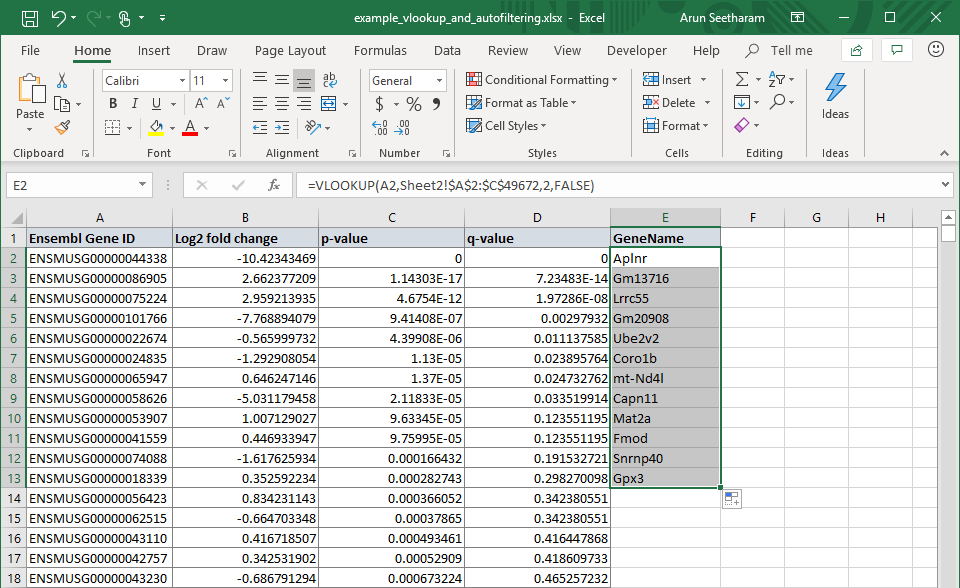 example_vlookup_and_autofiltering.xlsx - Excel Arun Seetharam
File Home Insert Draw Page Layout Formulas Data Review View Developer Help Tell me
Paste Calibri 11 ab General Conditional Formatting Insert Ideas
B I U A A $ % Format as Table Delete
A Cell Styles Format
Clipboard Font Alignment Number Styles Cells Editing Ideas
E2 fx =VLOOKUP(A2,Sheet2!$A$2:$C$49672,2,FALSE)
A B C D E F G H
1 Ensembl Gene ID Log2 fold change p-value q-value GeneName
2 ENSMUSG00000044338 -10.42343469 0 0 Aplnr
3 ENSMUSG00000086905 2.662377209 1.14303E-17 7.23483E-14 Gm13716
4 ENSMUSG00000075224 2.959213935 4.6754E-12 1.97286E-08 Lrrc55
5 ENSMUSG00000101766 -7.768894079 9.41408E-07 0.00297932 Gm20908
6 ENSMUSG00000022674 -0.565999732 4.39908E-06 0.011137585 Ube2v2
7 ENSMUSG00000024835 -1.292908054 1.13E-05 0.023895764 Coro1b
8 ENSMUSG00000065947 0.646247146 1.37E-05 0.024732762 mt-Nd4l
9 ENSMUSG00000058626 -5.031179458 2.11833E-05 0.033519914 Capn11
10 ENSMUSG00000053907 1.007129027 9.63345E-05 0.123551195 Mat2a
11 ENSMUSG00000041559 0.446933947 9.75995E-05 0.123551195 Fmod
12 ENSMUSG00000074088 -1.617625934 0.000166432 0.191532721 Snrnp40
13 ENSMUSG00000018339 0.352592234 0.000282743 0.298270098 Gpx3
14 ENSMUSG00000056423 0.834231143 0.000366052 0.342380551
15 ENSMUSG00000062515 -0.664703348 0.00037865 0.342380551
16 ENSMUSG00000043110 0.416718507 0.000493461 0.416447868
17 ENSMUSG00000042757 0.342531902 0.00052909 0.418609733
18 ENSMUSG00000043230 -0.686791294 0.000673224 0.465257232